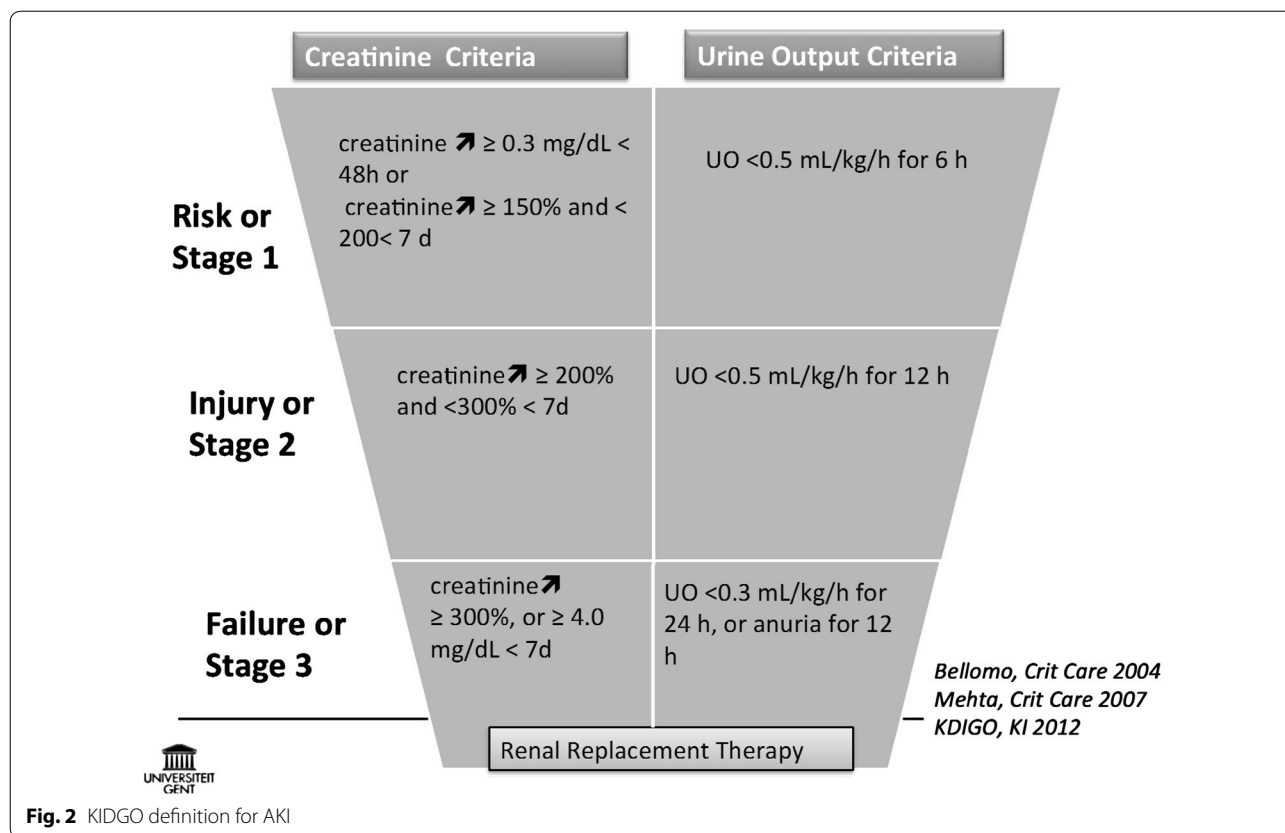 Creatinine Criteria
Urine Output Criteria
Risk or
Stage 1
creatinine ↗ ≥ 0.3 mg/dL <
48h or
creatinine↗ ≥ 150% and <
200< 7 d
UO <0.5 mL/kg/h for 6 h
Injury or
Stage 2
creatinine↗ ≥ 200%
and <300% < 7d
UO <0.5 mL/kg/h for 12 h
Failure or
Stage 3
creatinine↗
≥ 300%, or ≥ 4.0
mg/dL < 7d
UO <0.3 mL/kg/h for
24 h, or anuria for 12
h
Bellomo, Crit Care 2004
Mehta, Crit Care 2007
KDIGO, KI 2012
Renal Replacement Therapy
UNIVERSITEIT
GENT
Fig. 2 KIDGO definition for AKI